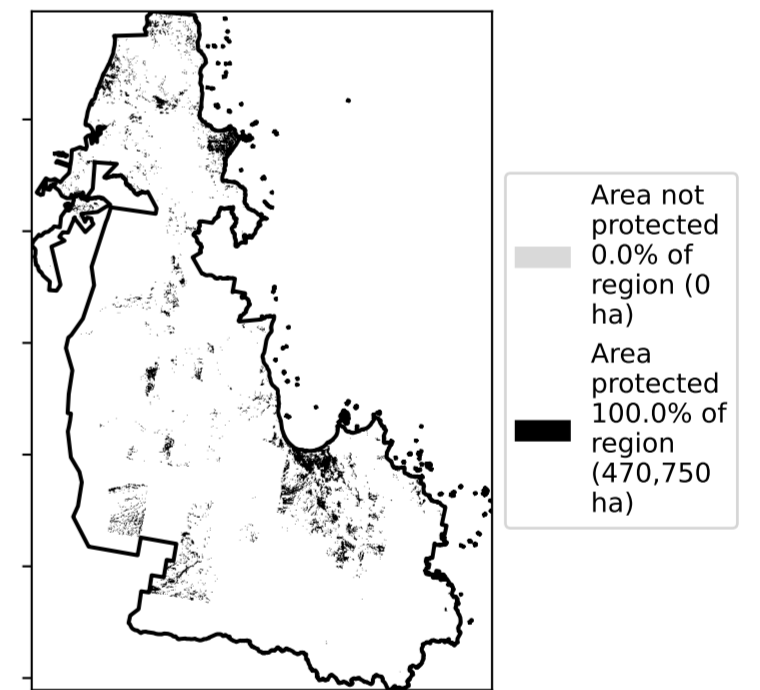 Area not
protected
0.0% of
region (0
ha)
Area
protected
100.0% of
region
(470,750
ha)